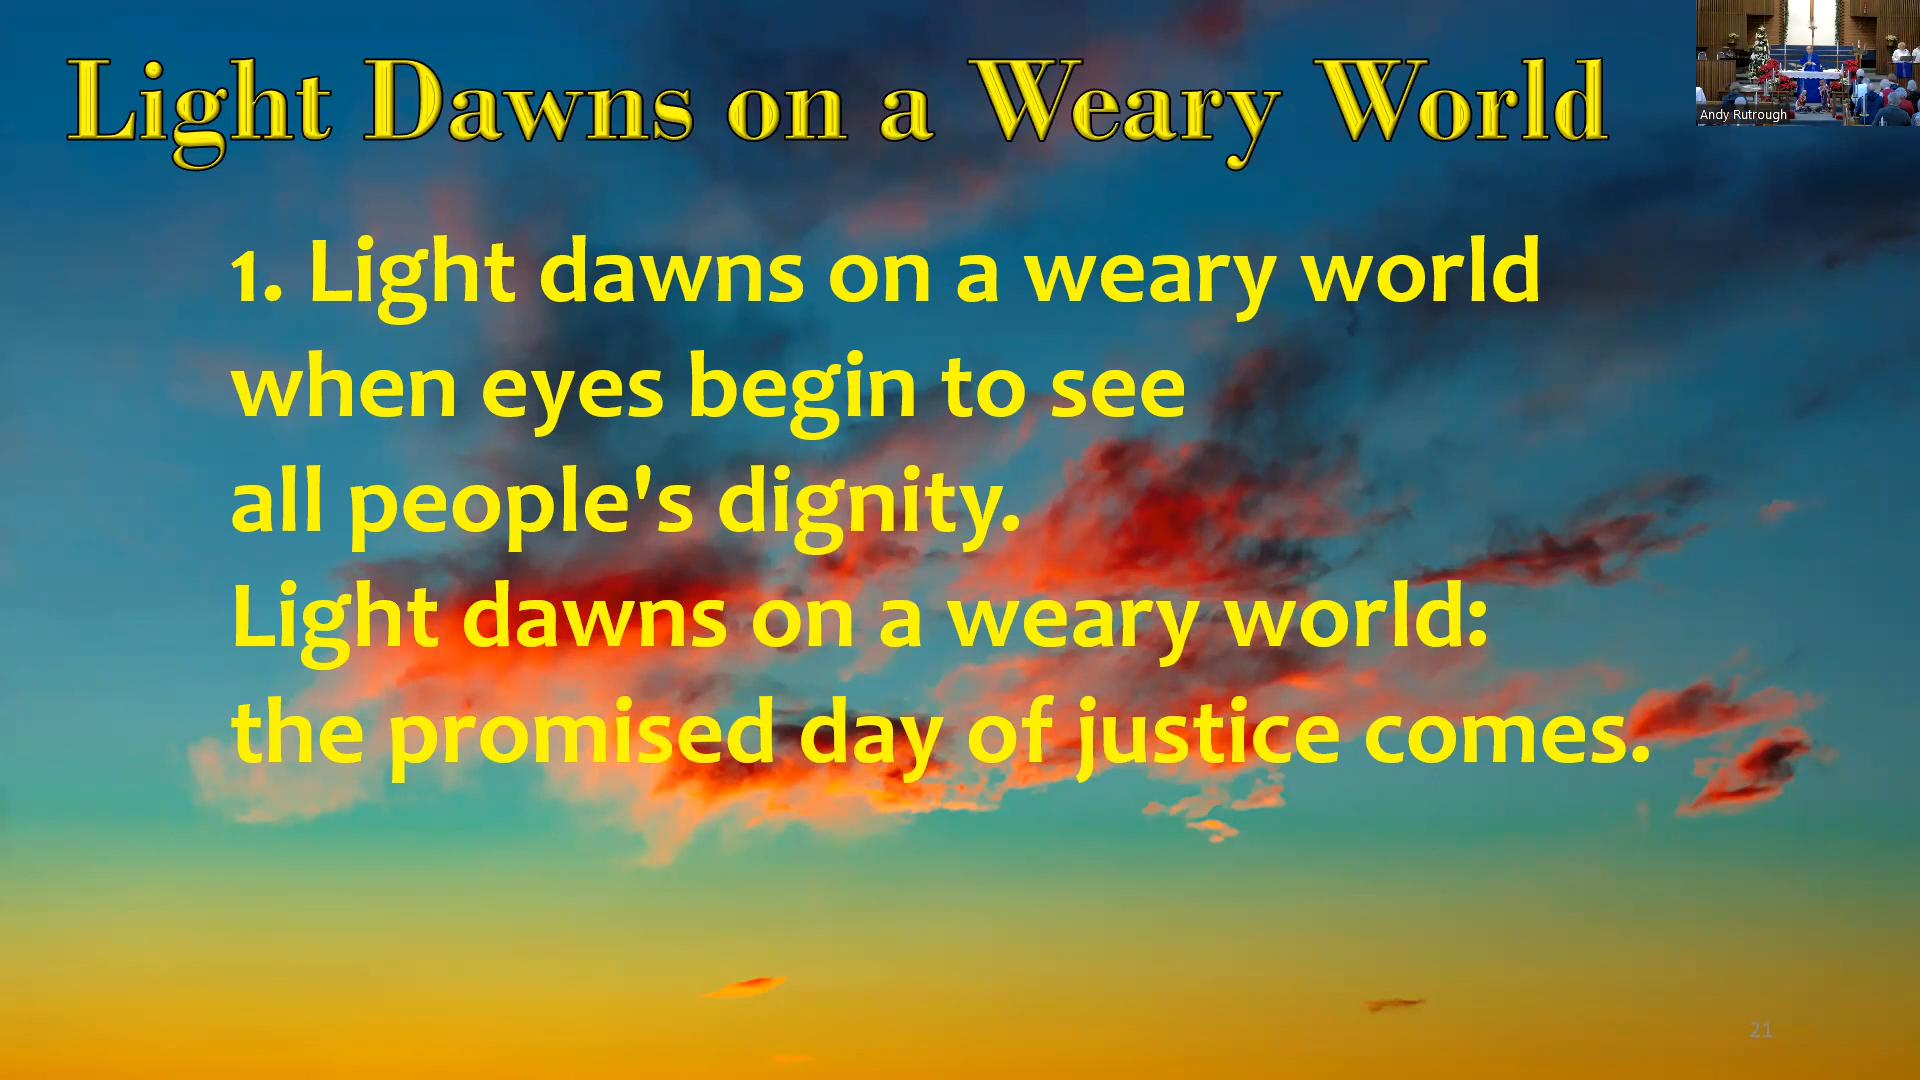 Light Dawns on a Weary World
Andy Rutrough
1. Light dawns on a weary world
when eyes begin to see
all people's dignity.
Light dawns on a weary world:
the promised day of justice comes.
21